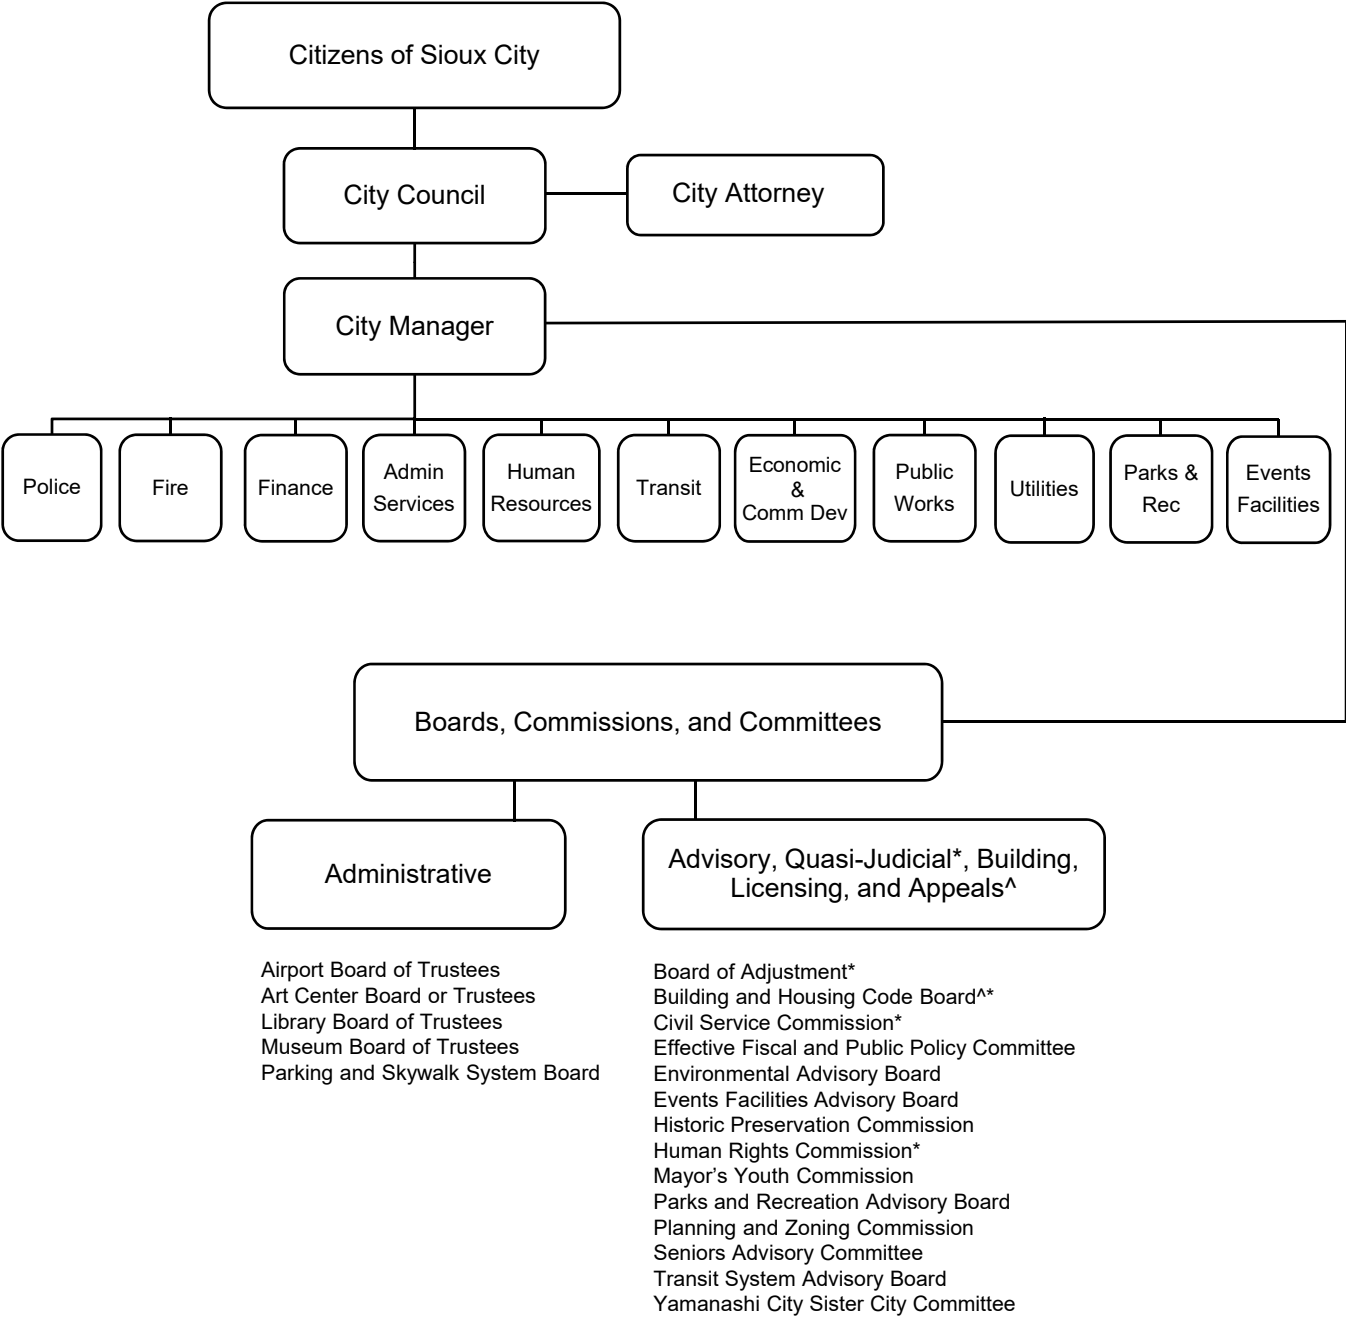 Citizens of Sioux City
City Council
City Attorney
City Manager
Police
Fire
Finance
Admin
Services
Human
Resources
Transit
Economic
&
Comm Dev
Public
Works
Utilities
Parks &
Rec
Events
Facilities
Boards, Commissions, and Committees
Administrative
Advisory, Quasi-Judicial*, Building,
Licensing, and Appeals^
Airport Board of Trustees
Art Center Board or Trustees
Library Board of Trustees
Museum Board of Trustees
Parking and Skywalk System Board
Board of Adjustment*
Building and Housing Code Board^*
Civil Service Commission*
Effective Fiscal and Public Policy Committee
Environmental Advisory Board
Events Facilities Advisory Board
Historic Preservation Commission
Human Rights Commission*
Mayor’s Youth Commission
Parks and Recreation Advisory Board
Planning and Zoning Commission
Seniors Advisory Committee
Transit System Advisory Board
Yamanashi City Sister City Committee